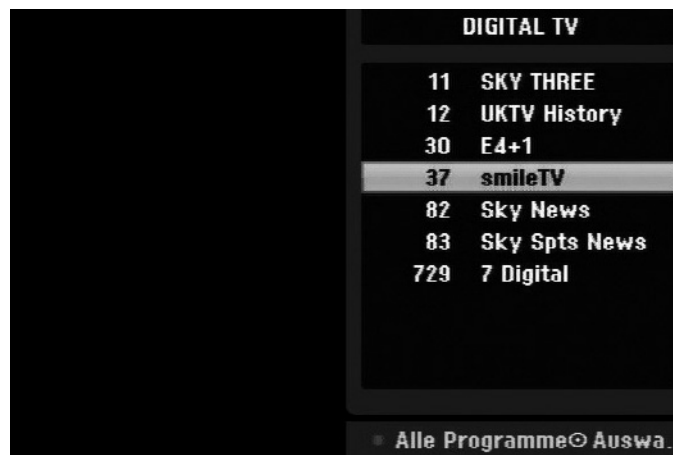 DIGITAL TV
11 SKY THREE
12 UKTV History
30 E4+1
37 smileTV
82 Sky News
83 Sky Spts News
729 7 Digital
Alle Programme⊙ Auswa.